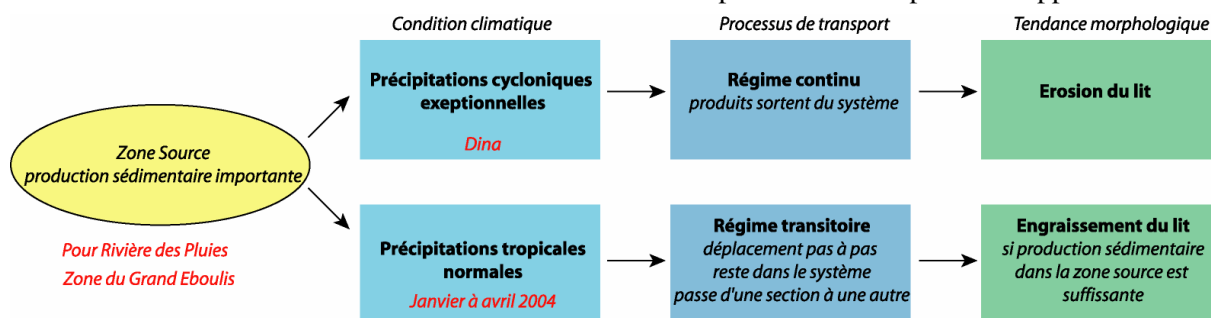 Condition climatique
Processus de transport
Tendance morphologique
Zone Source
production sédimentaire importante
Pour Rivière des Pluies
Zone du Grand Eboulis
Précipitations cycloniques
exeptionnelles
Dina
Régime continu
produits sortent du système
Erosion du lit
Précipitations tropicales
normales
Janvier à avril 2004
Régime transitoire
déplacement pas à pas
reste dans le système
passe d'une section à une autre
Engraissement du lit
si production sédimentaire
dans la zone source est
suffissante